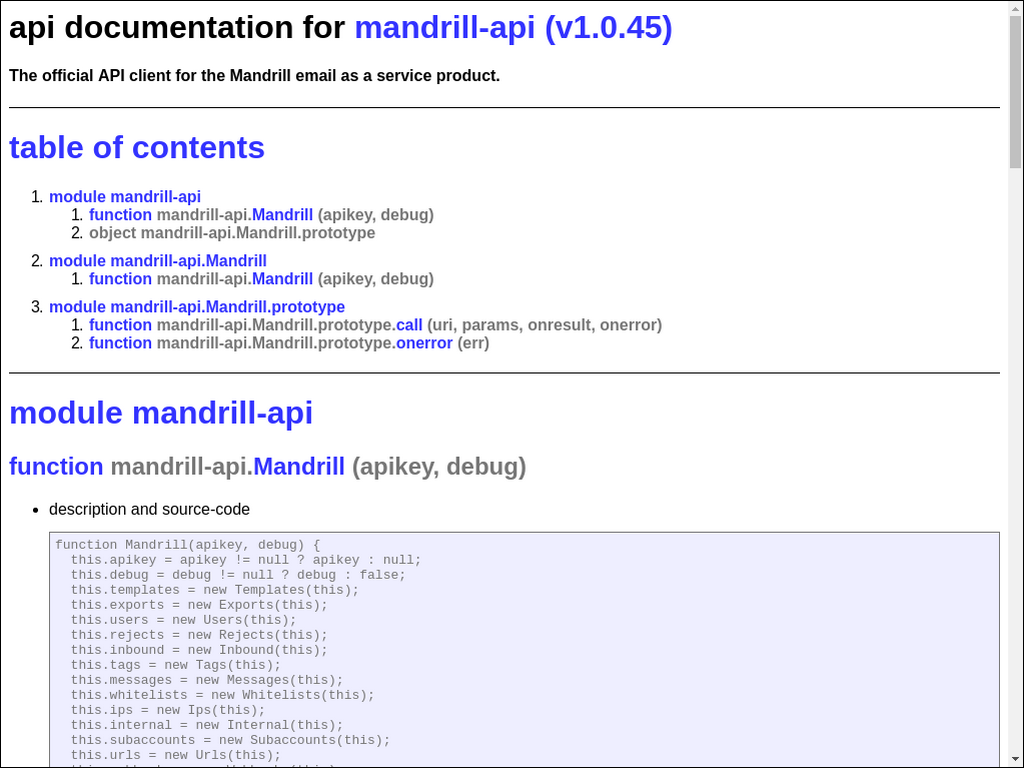 api documentation for mandrill-api (v1.0.45)
The official API client for the Mandrill email as a service product.
table of contents
1. module mandrill-api
1. function mandrill-api.Mandrill (apikey, debug)
2. object mandrill-api.Mandrill.prototype
2. module mandrill-api.Mandrill
1. function mandrill-api.Mandrill (apikey, debug)
3. module mandrill-api.Mandrill.prototype
1. function mandrill-api.Mandrill.prototype.call (uri, params, onresult, onerror)
2. function mandrill-api.Mandrill.prototype.onerror (err)
module mandrill-api
function mandrill-api.Mandrill (apikey, debug)
• description and source-code
function Mandrill(apikey, debug) {
  this.apikey = apikey != null ? apikey : null;
  this.debug = debug != null ? debug : false;
  this.templates = new Templates(this);
  this.exports = new Exports(this);
  this.users = new Users(this);
  this.rejects = new Rejects(this);
  this.inbound = new Inbound(this);
  this.tags = new Tags(this);
  this.messages = new Messages(this);
  this.whitelists = new Whitelists(this);
  this.ips = new Ips(this);
  this.internal = new Internal(this);
  this.subaccounts = new Subaccounts(this);
  this.urls = new Urls(this);